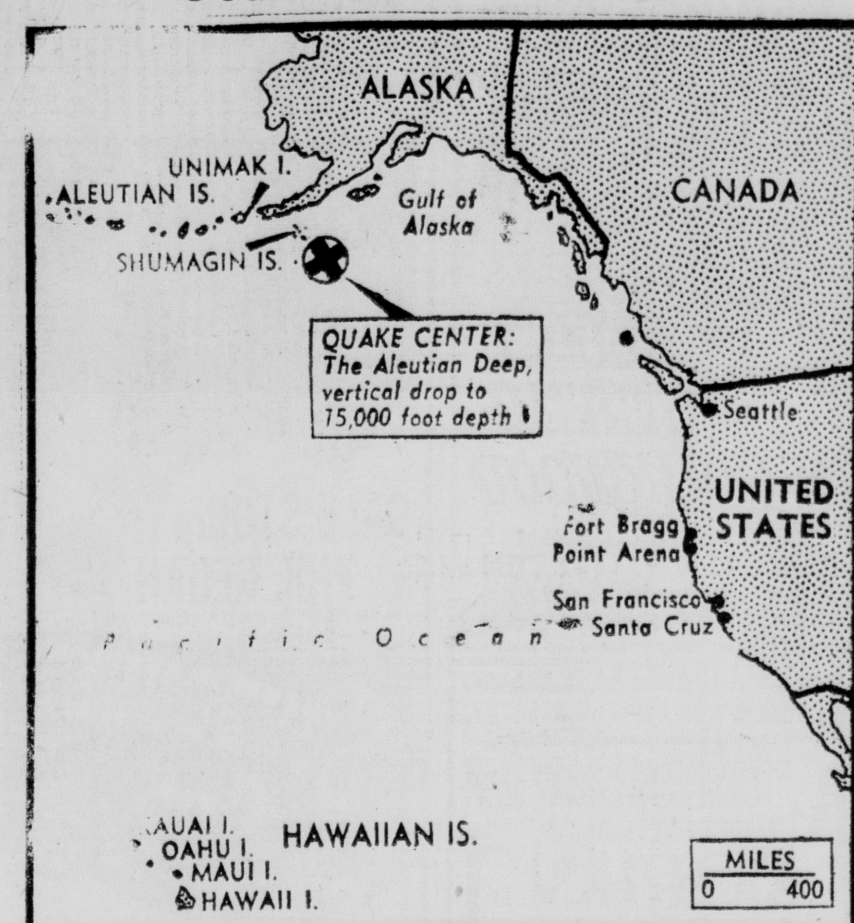 ALASKA
UNIMAK I.
ALEUTIAN IS.
CANADA
Gulf of
Alaska
SHUMAGIN IS.
QUAKE CENTER:
The Aleutian Deep,
vertical drop to
15,000 foot depth
Seattle
UNITED
STATES
Fort Bragg
Point Arena
San Francisco
Santa Cruz
Pacific Ocean
AUAI I.
OAHU I.
HAWAIIAN IS.
MAUI I.
HAWAII I.
MILES
0 400